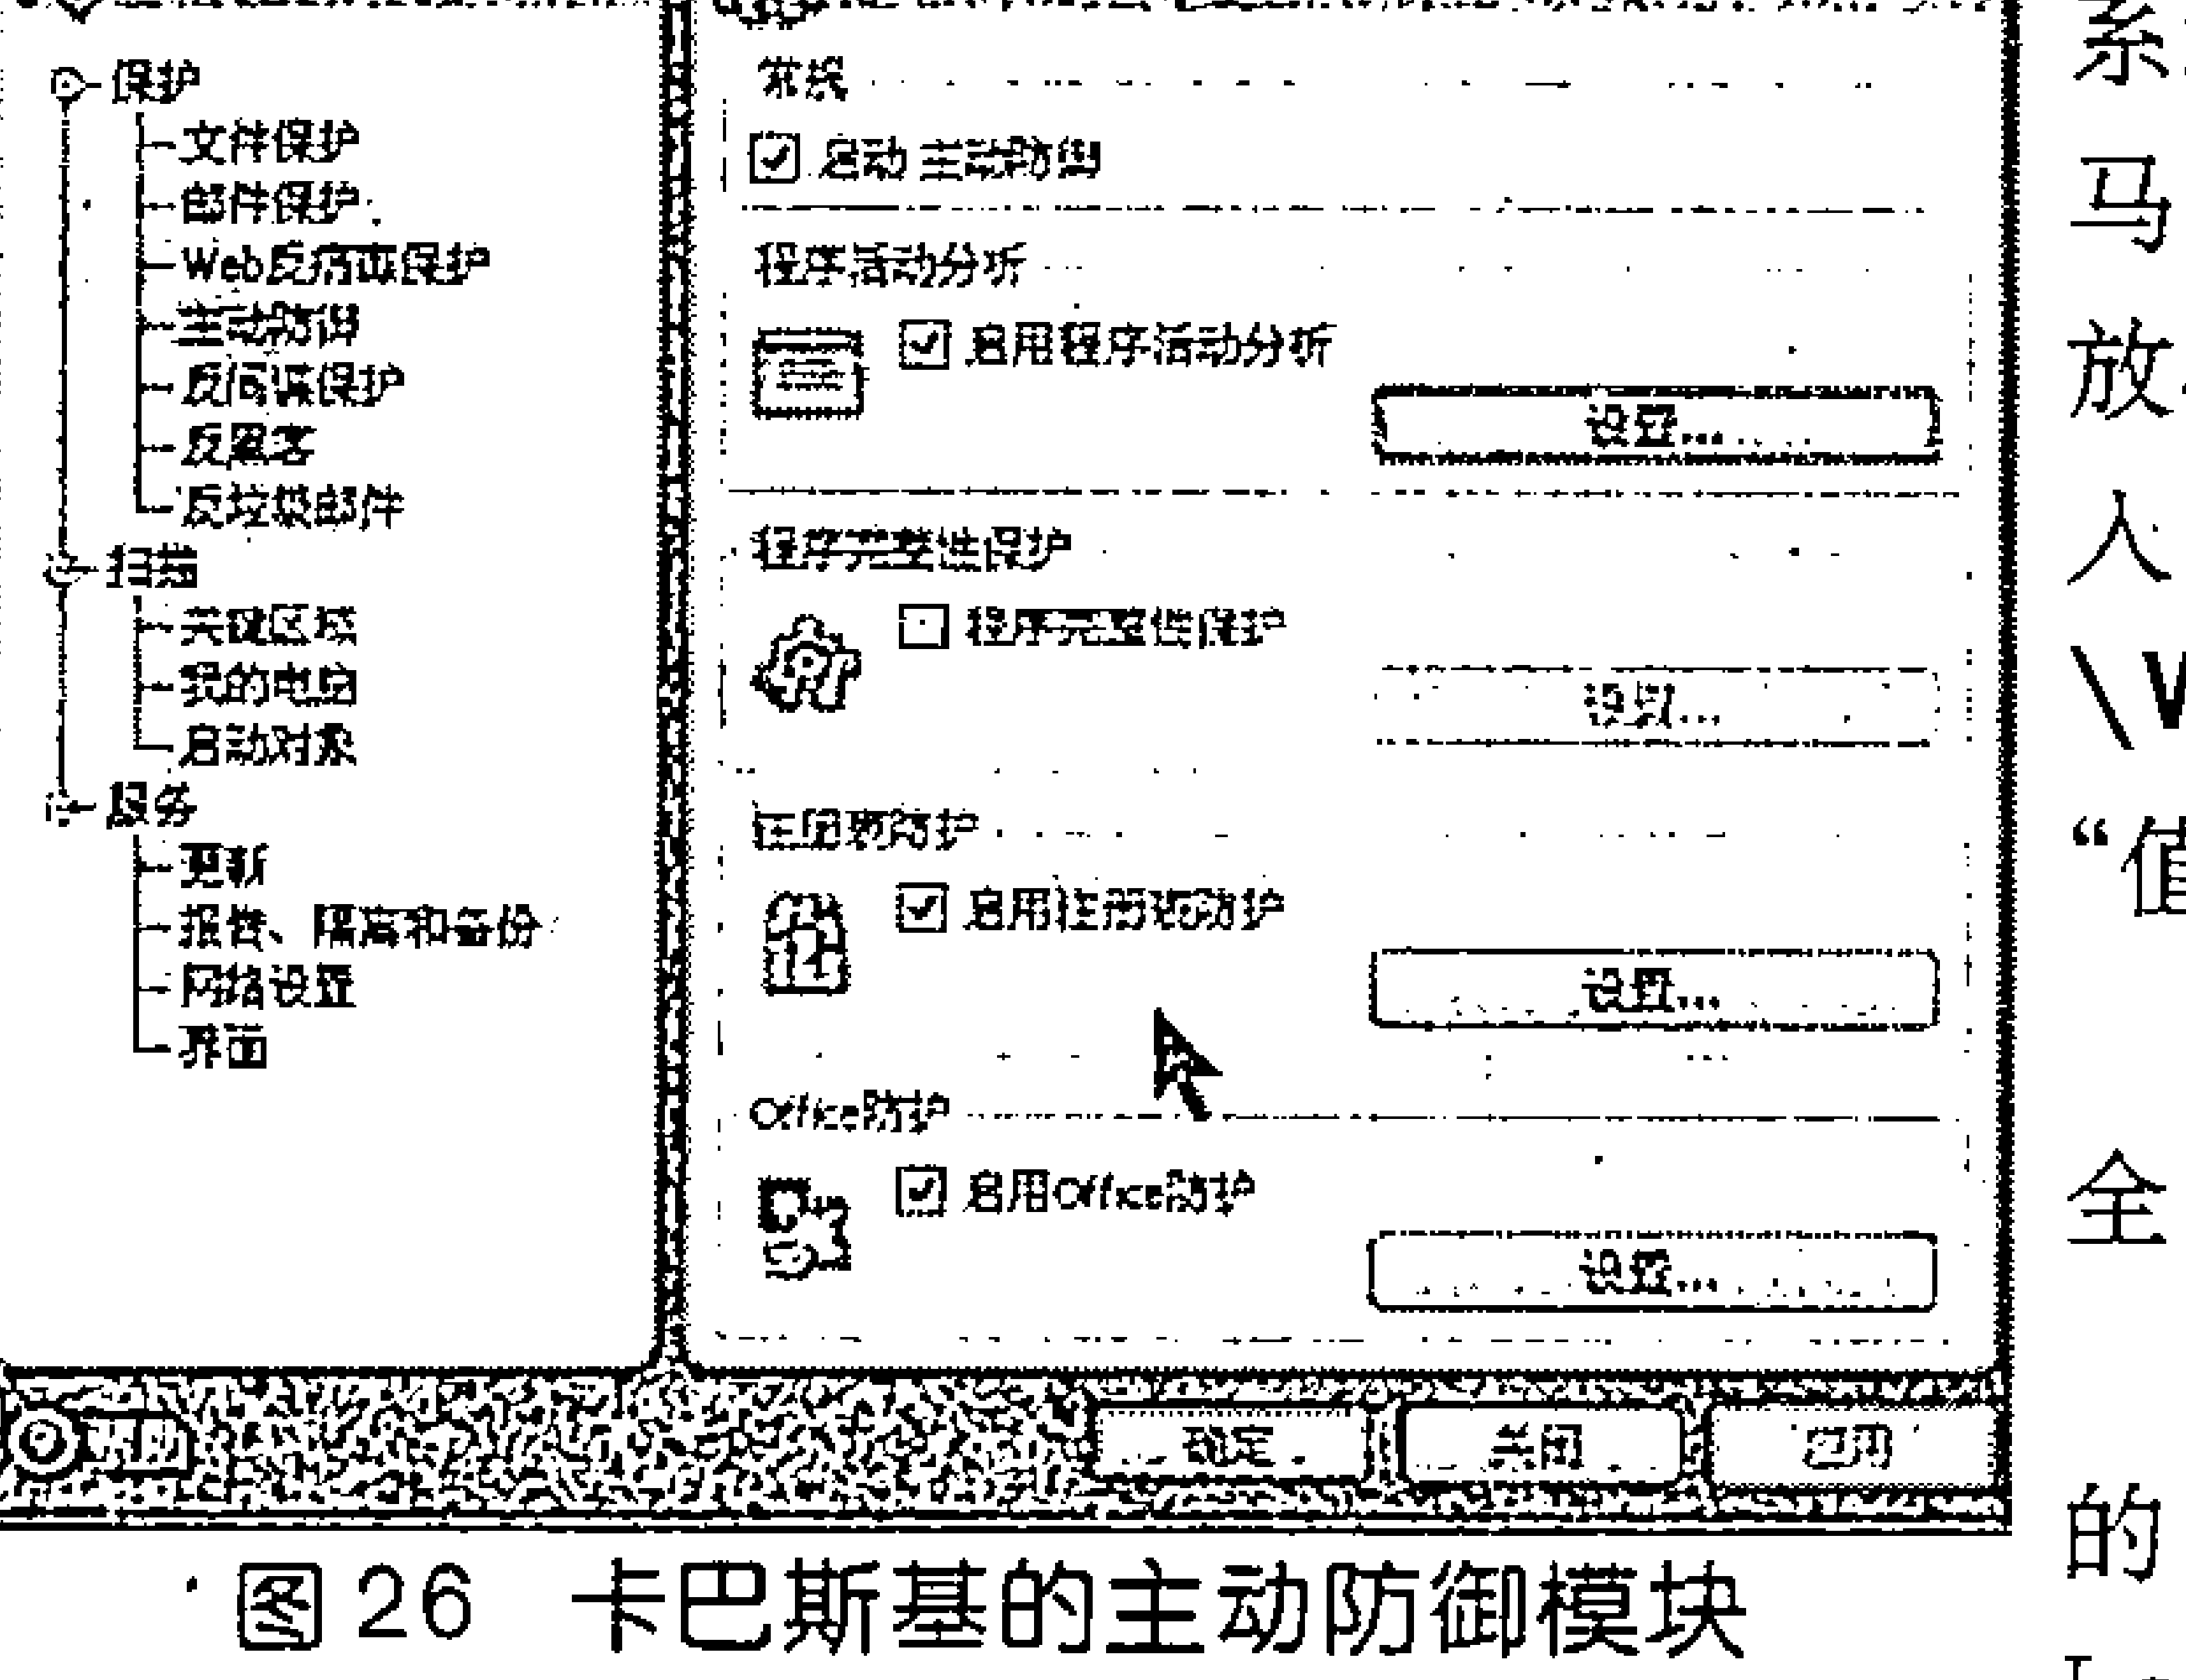 保护
文件保护
邮件保护
Web反病毒保护
主动防御
反间谍保护
反黑客
反垃圾邮件
扫描
关键区域
我的电脑
启动对象
服务
更新
报告、隔离和备份
网络设置
界面
常规
启动 主动防御
程序活动分析
启用程序活动分析
设置...
程序完整性保护
程序完整性保护
设置...
注册表防护
启用注册表防护
设置...
Office防护
启用Office防护
设置...
帮助
确定
关闭
应用
图 26 卡巴斯基的主动防御模块
系
马
放
人
\
“值
全
的